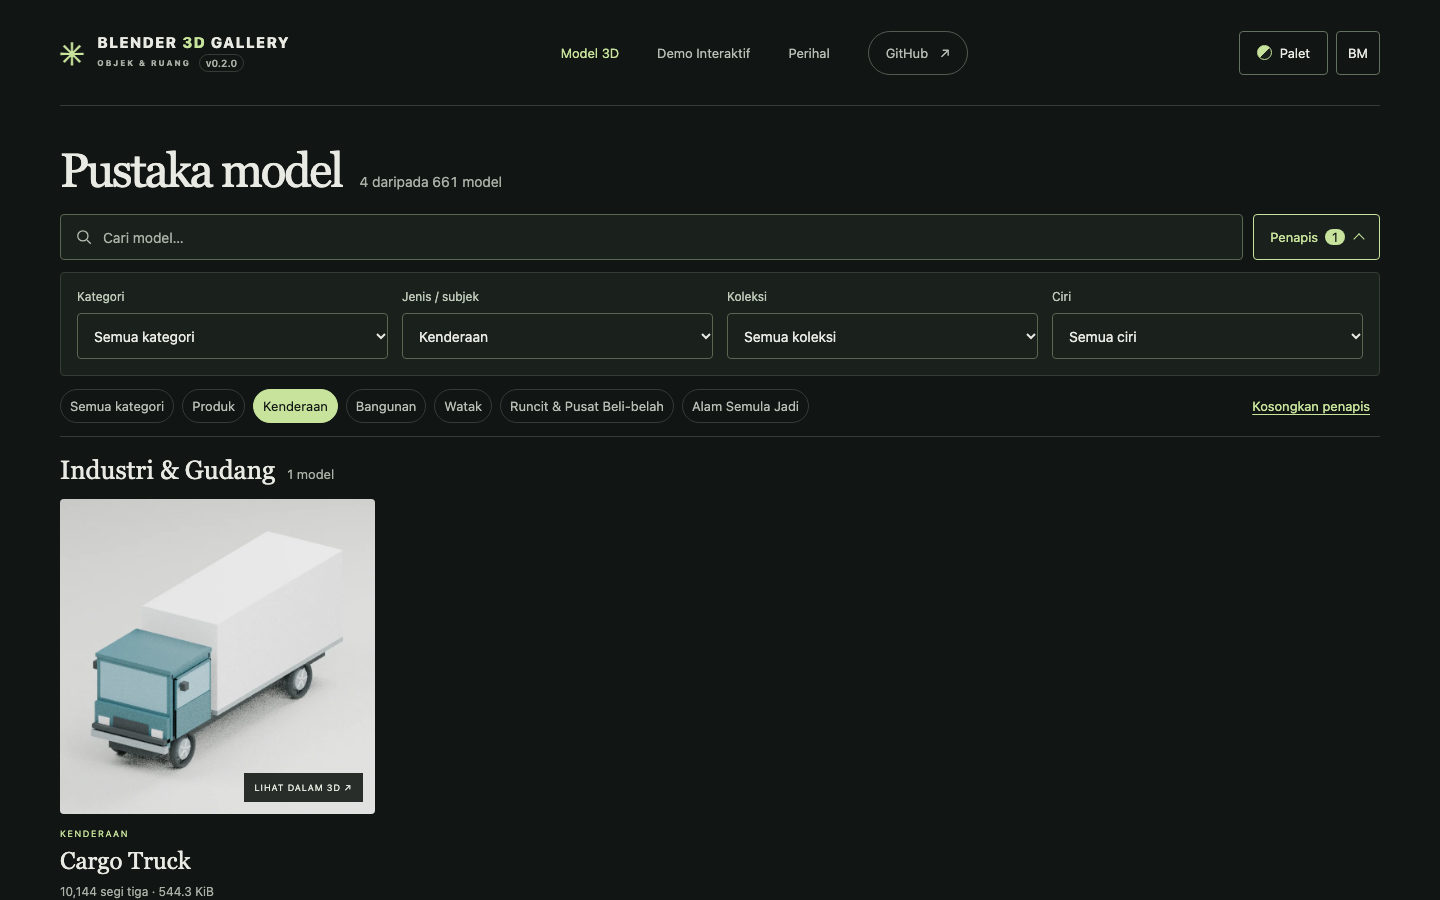 BLENDER 3D GALLERY
OBJEK & RUANG v0.2.0
Model 3D
Demo Interaktif
Perihal
GitHub ↗
Palet
BM
Pustaka model
4 daripada 661 model
Cari model...
Penapis 1
Kategori
Jenis / subjek
Koleksi
Ciri
Semua kategori
Kenderaan
Semua koleksi
Semua ciri
Semua kategori
Produk
Kenderaan
Bangunan
Watak
Runcit & Pusat Beli-belah
Alam Semula Jadi
Kosongkan penapis
Industri & Gudang
1 model
LIHAT DALAM 3D ↗
KENDERAAN
Cargo Truck
10,144 segi tiga · 544.3 KiB